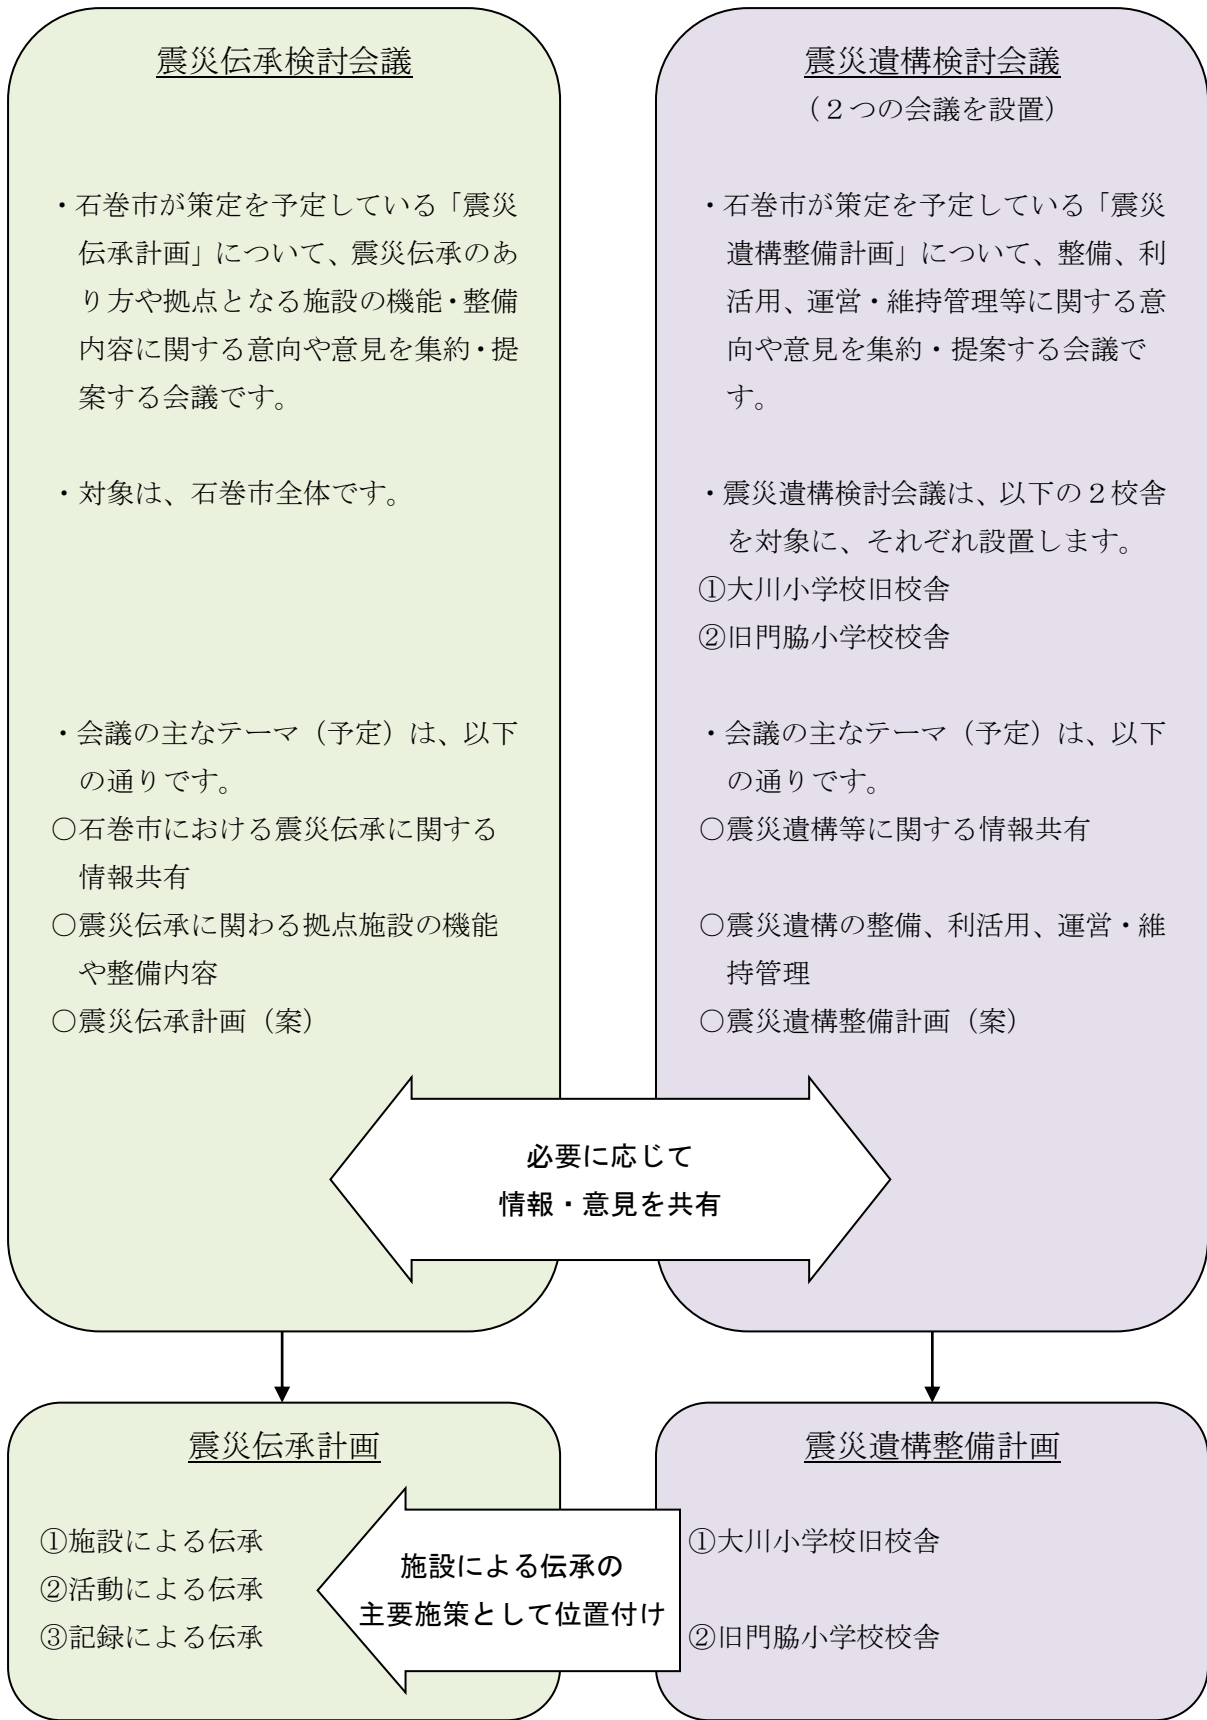 震災伝承検討会議
・石巻市が策定を予定している「震災
伝承計画」について、震災伝承のあ
り方や拠点となる施設の機能・整備
内容に関する意向や意見を集約・提
案する会議です。
・対象は、石巻市全体です。
・会議の主なテーマ（予定）は、以下
の通りです。
○石巻市における震災伝承に関する
情報共有
○震災伝承に関わる拠点施設の機能
や整備内容
○震災伝承計画（案）
震災遺構検討会議
（２つの会議を設置）
・石巻市が策定を予定している「震災
遺構整備計画」について、整備、利
活用、運営・維持管理等に関する意
向や意見を集約・提案する会議で
す。
・震災遺構検討会議は、以下の２校舎
を対象に、それぞれ設置します。
①大川小学校旧校舎
②旧門脇小学校校舎
・会議の主なテーマ（予定）は、以下
の通りです。
○震災遺構等に関する情報共有
○震災遺構の整備、利活用、運営・維
持管理
○震災遺構整備計画（案）
必要に応じて
情報・意見を共有
震災伝承計画
①施設による伝承
②活動による伝承
③記録による伝承
施設による伝承の
主要施策として位置付け
震災遺構整備計画
①大川小学校旧校舎
②旧門脇小学校校舎